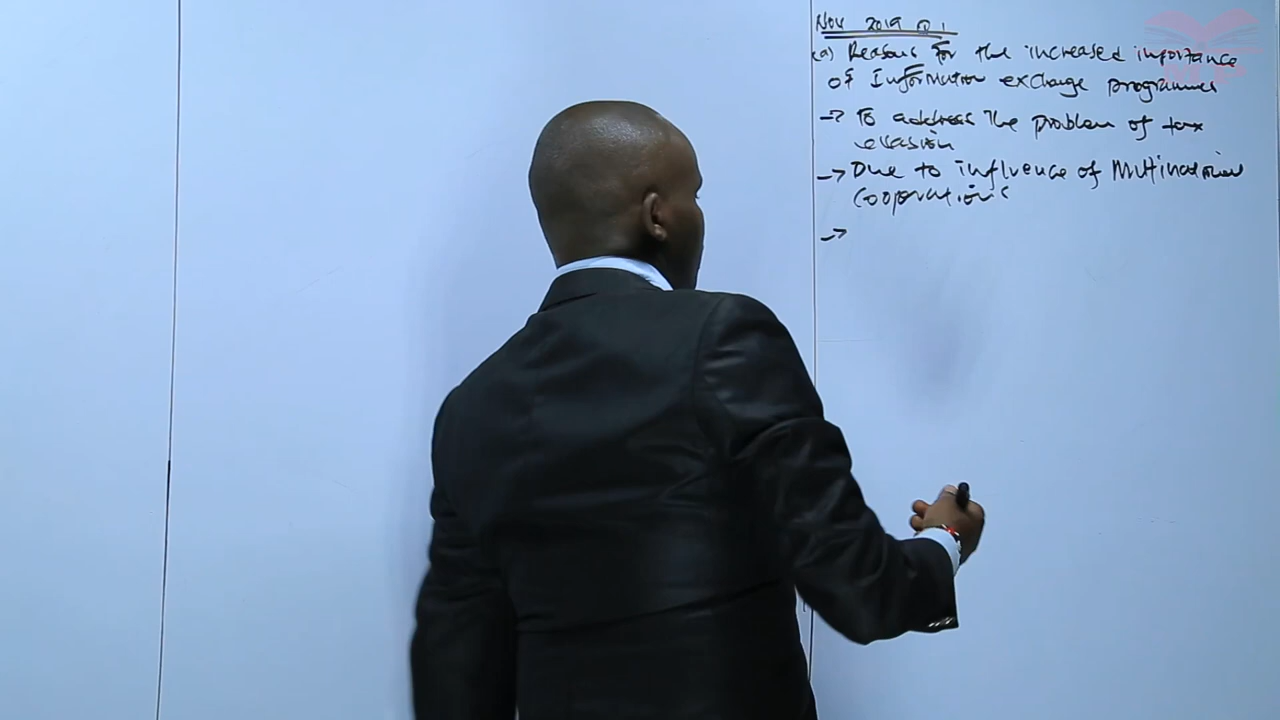 Nov 2019 Q1
(a) Reasons for the increased importance
of Information exchange programmes
→ To address the problem of tax
evasion
→ Due to influence of Multinational
Cooperations
→